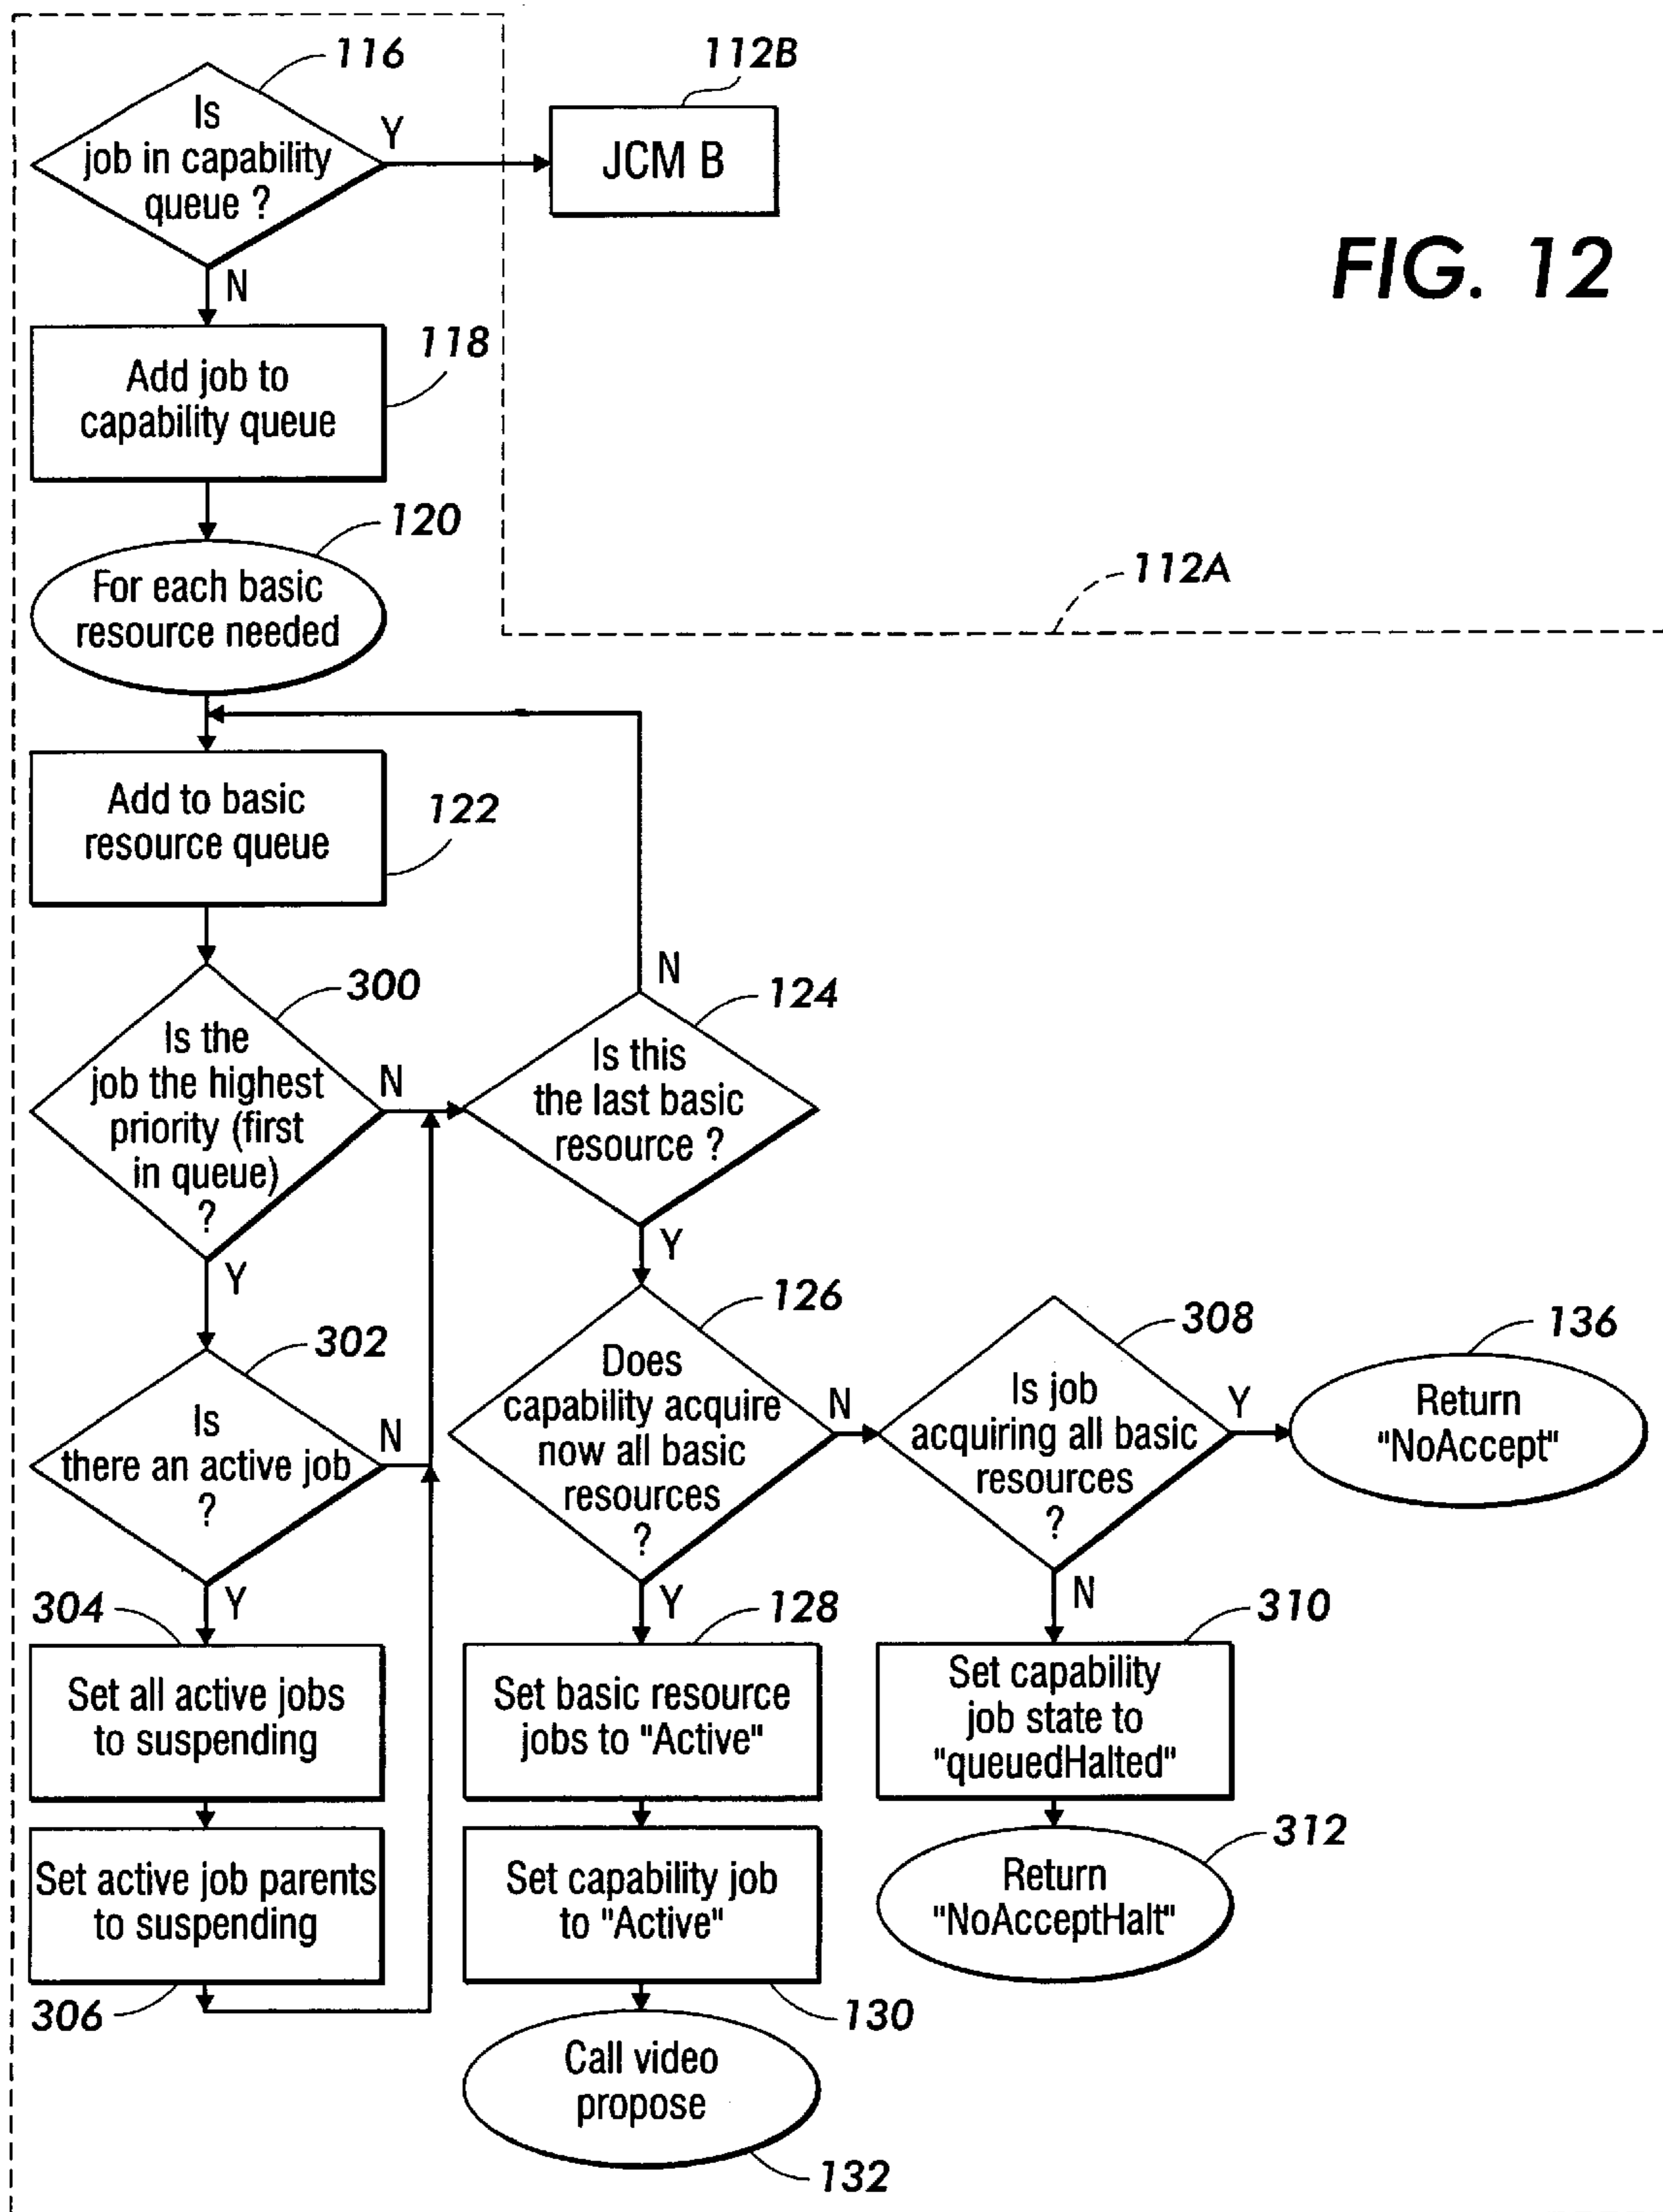 116
112B
Is
job in capability
queue ?
Y
JCM B
FIG. 12
N
118
Add job to
capability queue
120
For each basic
resource needed
112A
Add to basic
resource queue
122
300
Is the
job the highest
priority (first
in queue)
?
N
N
124
Is this
the last basic
resource ?
Y
Y
302
Is
there an active job
?
N
126
Does
capability acquire
now all basic
resources
?
N
308
Is job
acquiring all basic
resources
?
Y
136
Return
"NoAccept"
Y
304
Set all active jobs
to suspending
Y
128
Set basic resource
jobs to "Active"
N
310
Set capability
job state to
"queuedHalted"
Set active job parents
to suspending
306
Set capability job
to "Active"
130
312
Return
"NoAcceptHalt"
Call video
propose
132